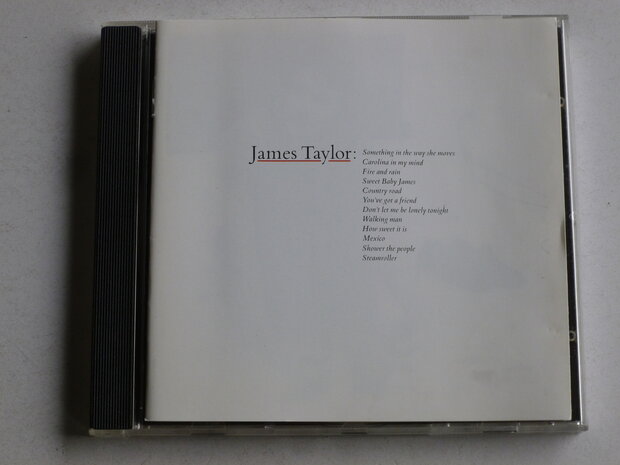 James Taylor: Something in the way she moves
Carolina in my mind
Fire and rain
Sweet Baby James
Country road
You've got a friend
Don't let me be lonely tonight
Walking man
How sweet it is
Mexico
Shower the people
Steamroller